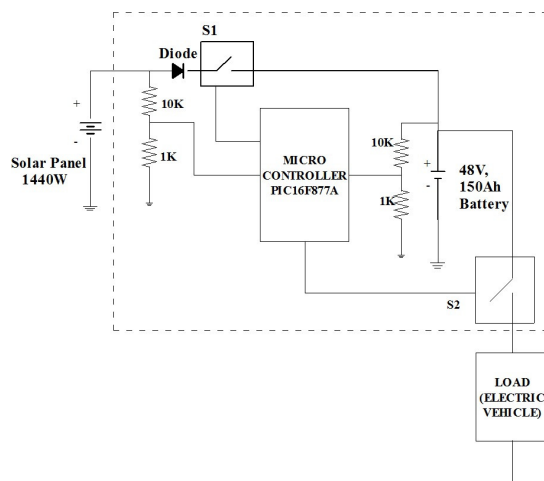 S1
Diode
+
10K
-
Solar Panel
1440W
1K
MICRO
CONTROLLER
PIC16F877A
10K
1K
+
-
48V,
150Ah
Battery
S2
LOAD
(ELECTRIC
VEHICLE)